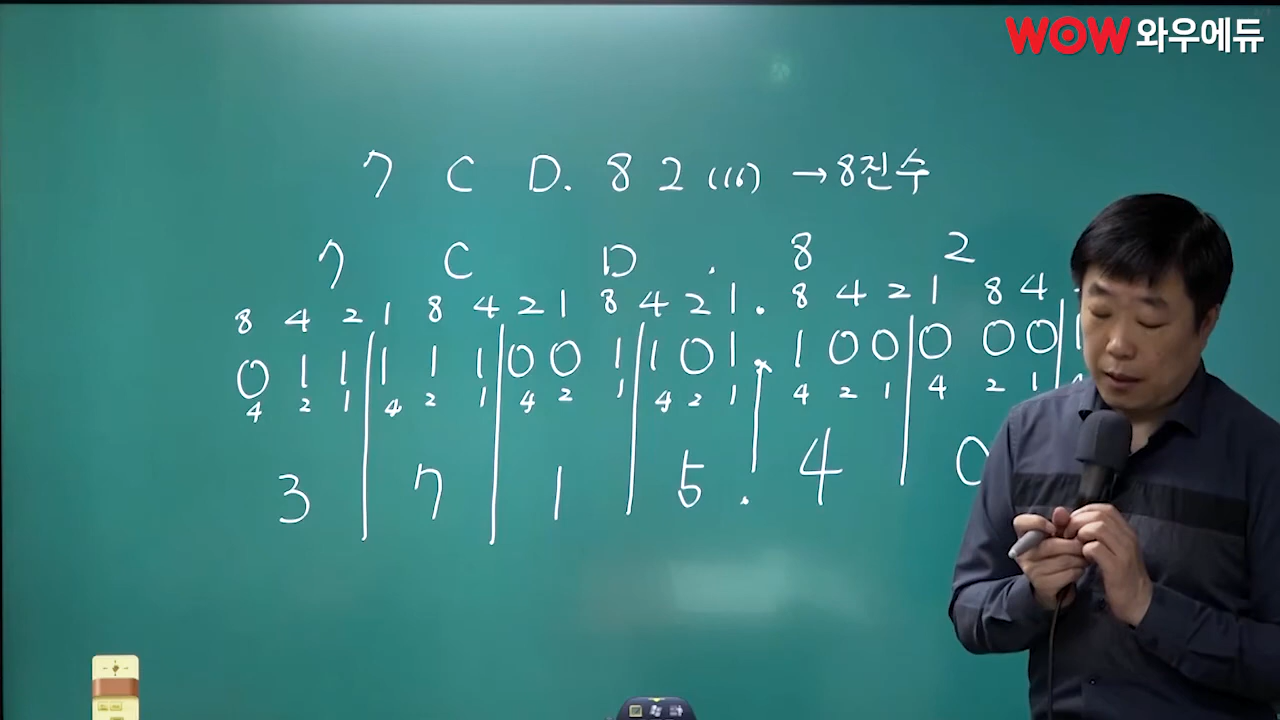 WOW 와우에듀
7 C D. 8 2 (16) → 8진수
7 C D . 8 2
8 4 2 1 8 4 2 1 8 4 2 1 . 8 4 2 1 8 4
0 1 1 1 1 1 0 0 1 1 0 1 . 1 0 0 0 0 0 1
4 2 1 4 2 1 4 2 1 4 2 1 4 2 1 4 2 1
3 7 1 5 . 4 0